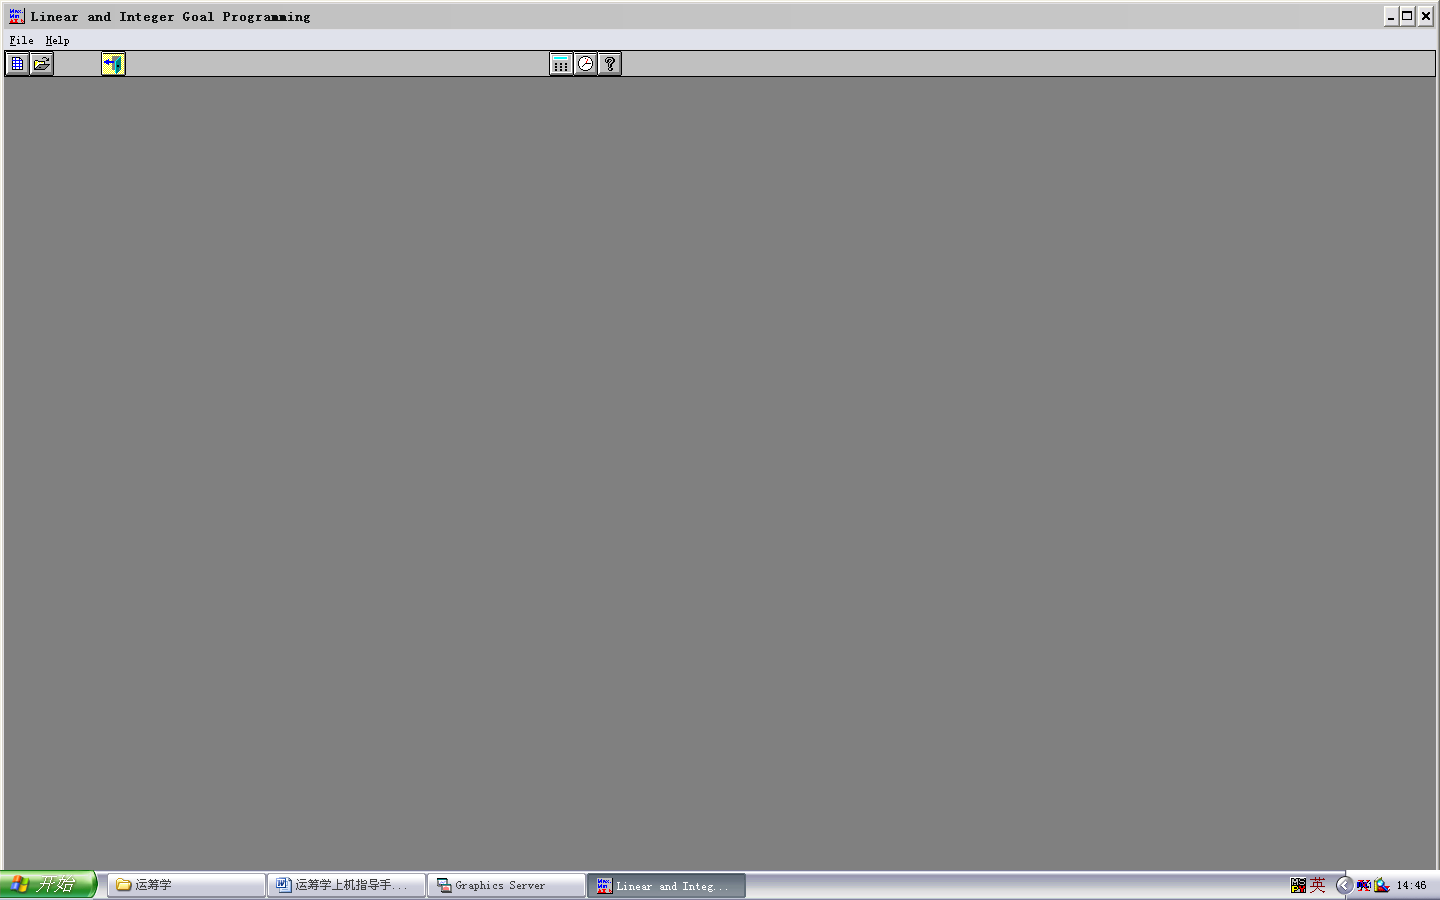 Linear and Integer Goal Programming
File Help
开始
运筹学
运筹学上机指导手...
Graphics Server
Linear and Integ...
英
14:46